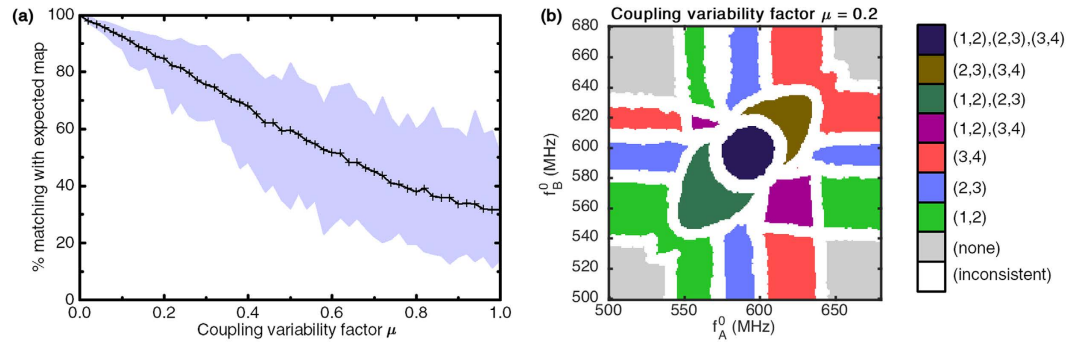 (a)
% matching with expected map
100
80
60
40
20
0
0.0 0.2 0.4 0.6 0.8 1.0
Coupling variability factor μ
(b)
Coupling variability factor μ = 0.2
f_B^0 (MHz)
680
660
640
620
600
580
560
540
520
500
500 550 600 650
f_A^0 (MHz)
(1,2),(2,3),(3,4)
(2,3),(3,4)
(1,2),(2,3)
(1,2),(3,4)
(3,4)
(2,3)
(1,2)
(none)
(inconsistent)